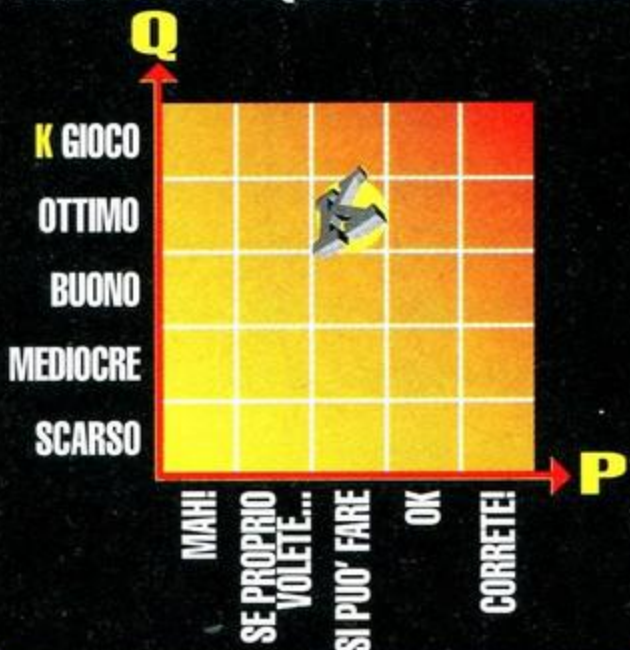 Q
K GIOCO
OTTIMO
BUONO
MEDIOCRE
SCARSO
P
MAH!
SE PROPRIO
VOLETE...
SI PUO' FARE
OK
CORRETE!
K